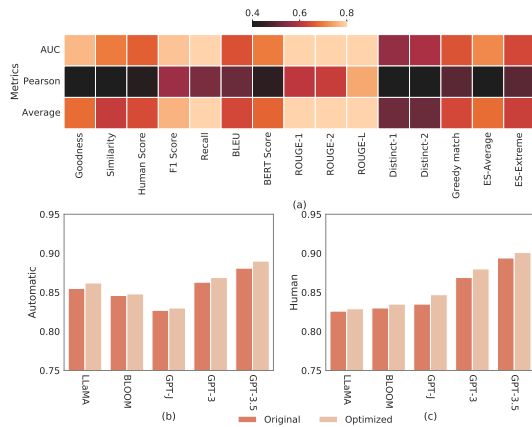 0.4 0.6 0.8
AUC
Pearson
Average
Metrics
Goodness
Similarity
Human Score
F1 Score
Recall
BLEU
BERT Score
ROUGE-1
ROUGE-2
ROUGE-L
Distinct-1
Distinct-2
Greedy match
ES-Average
ES-Extreme
(a)
0.95
0.90
0.85
0.80
0.75
Automatic
LLaMA
BLOOM
GPT-J
GPT-3
GPT-3.5
(b)
0.95
0.90
0.85
0.80
0.75
Human
LLaMA
BLOOM
GPT-J
GPT-3
GPT-3.5
(c)
Original Optimized